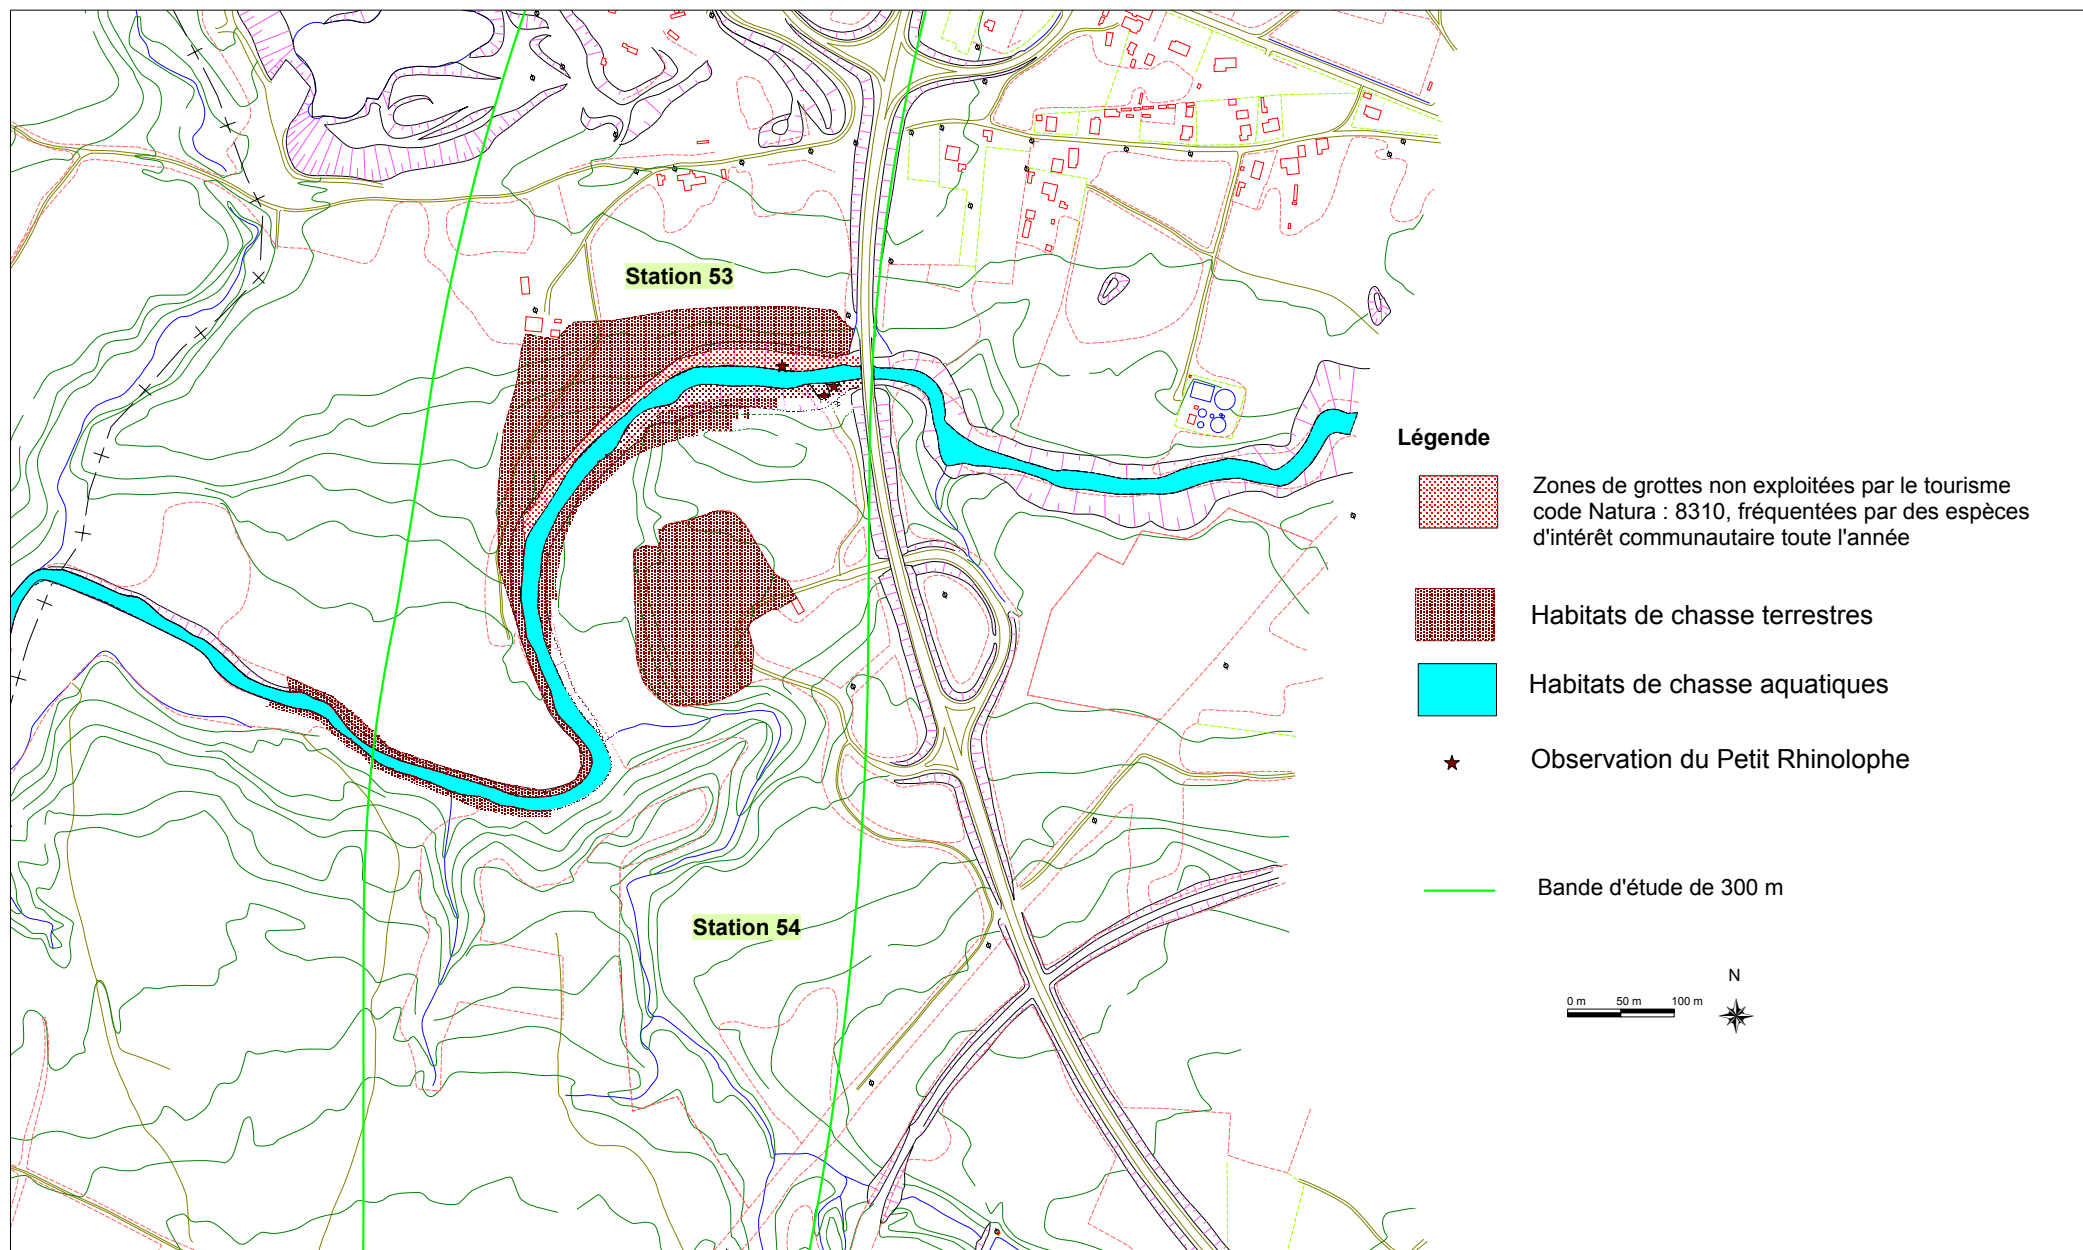 Station 53
Légende
Zones de grottes non exploitées par le tourisme
code Natura : 8310, fréquentées par des espèces
d'intérêt communautaire toute l'année
Habitats de chasse terrestres
Habitats de chasse aquatiques
Observation du Petit Rhinolophe
Bande d'étude de 300 m
Station 54
N
0 m 50 m 100 m